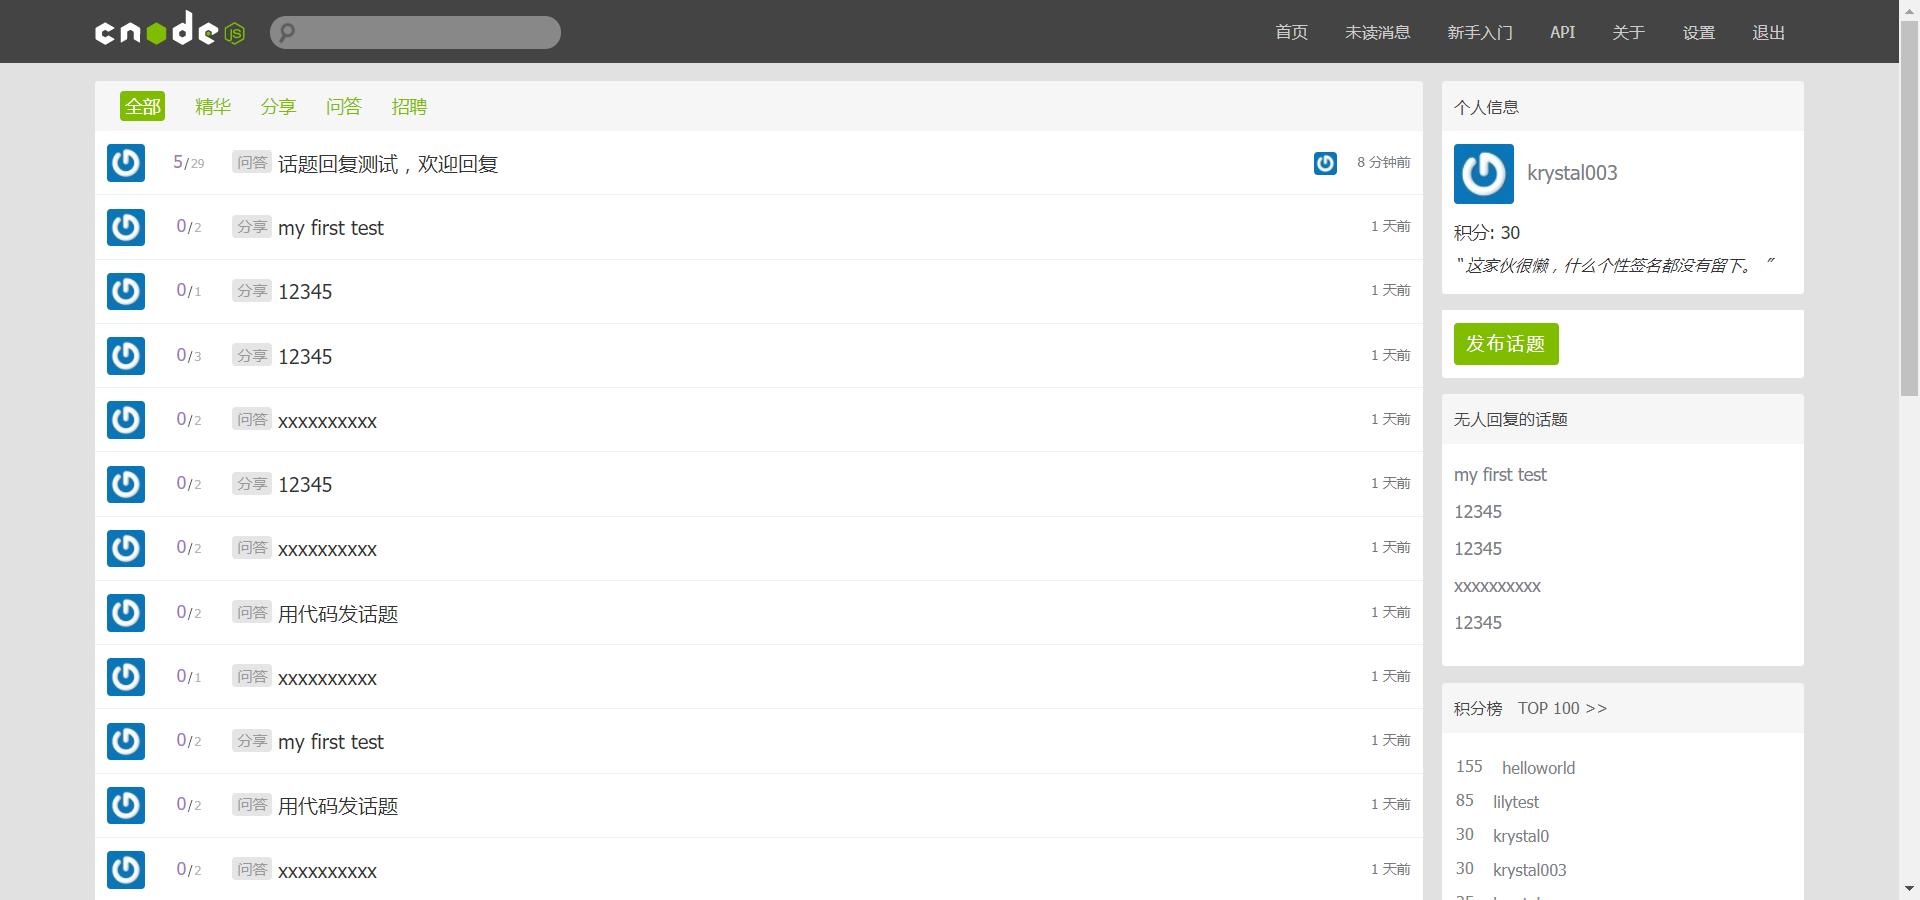 cnode JS
首页 未读消息 新手入门 API 关于 设置 退出
全部 精华 分享 问答 招聘
5/29 问答 话题回复测试，欢迎回复 8 分钟前
0/2 分享 my first test 1 天前
0/1 分享 12345 1 天前
0/3 分享 12345 1 天前
0/2 问答 xxxxxxxxxx 1 天前
0/2 分享 12345 1 天前
0/2 问答 xxxxxxxxxx 1 天前
0/2 问答 用代码发话题 1 天前
0/1 问答 xxxxxxxxxx 1 天前
0/2 分享 my first test 1 天前
0/2 问答 用代码发话题 1 天前
0/2 问答 xxxxxxxxxx 1 天前
个人信息
krystal003
积分: 30
“ 这家伙很懒，什么个性签名都没有留下。 ”
发布话题
无人回复的话题
my first test
12345
12345
xxxxxxxxxx
12345
积分榜 TOP 100 >>
155 helloworld
85 lilytest
30 krystal0
30 krystal003